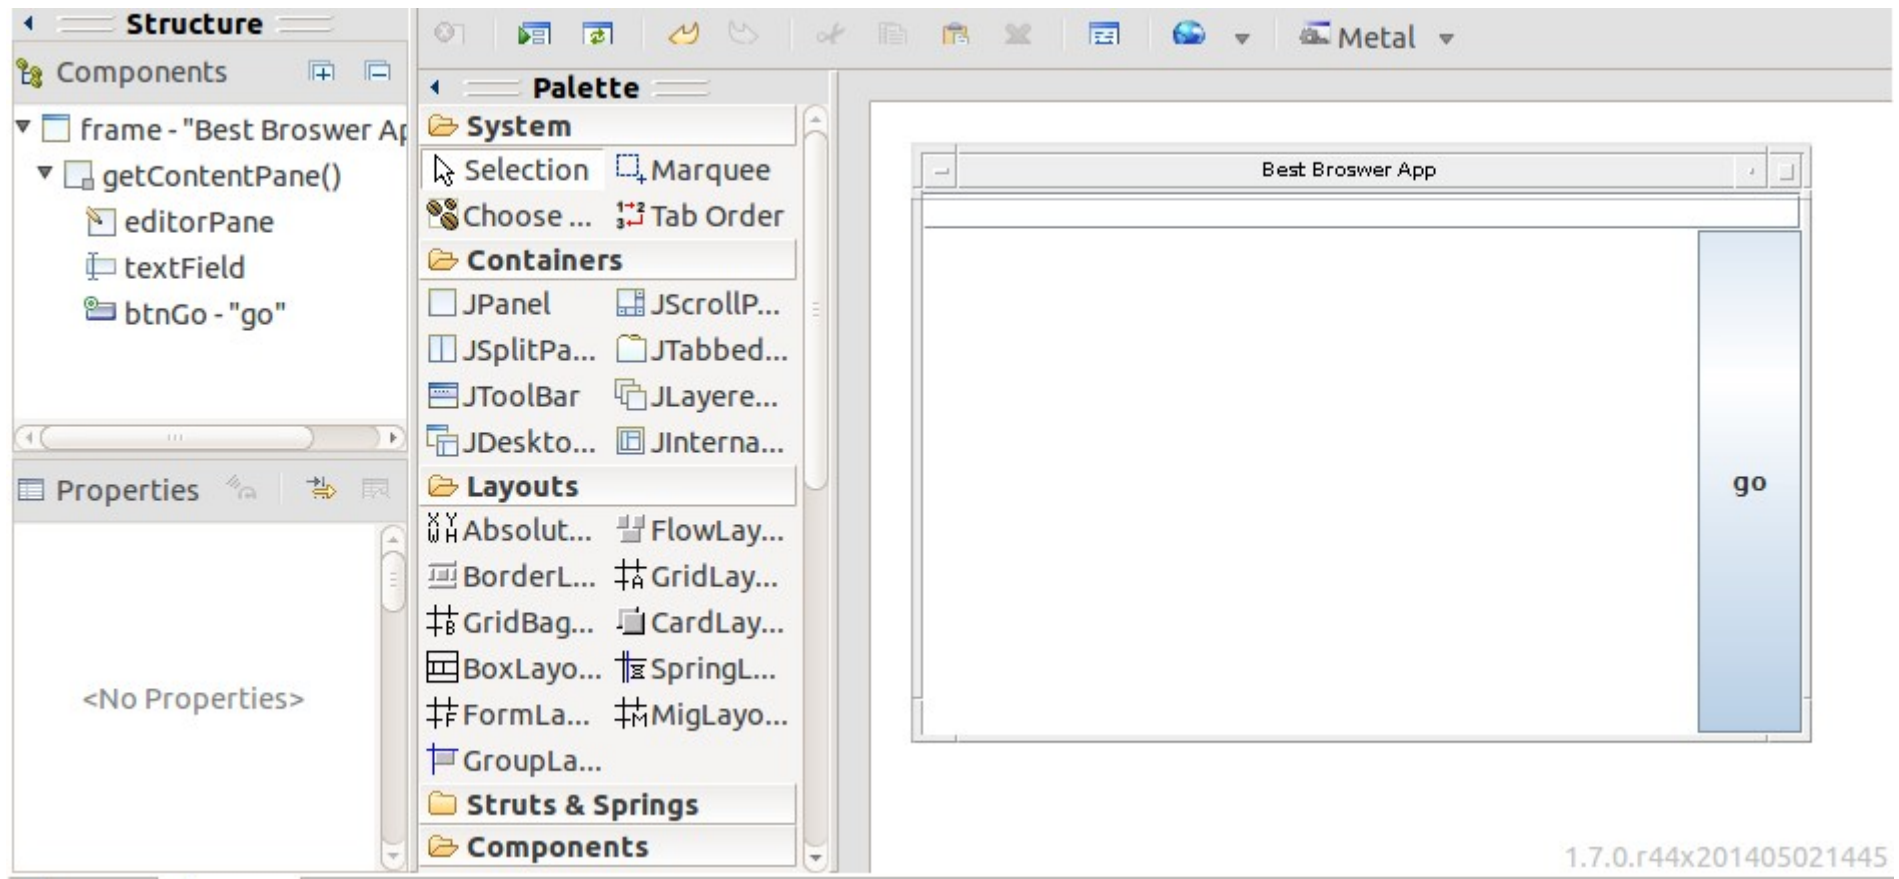 Structure
Components
frame - "Best Broswer Ap
getContentPane()
editorPane
textField
btnGo - "go"
Properties
<No Properties>
Metal
Palette
System
Selection Marquee
Choose ... Tab Order
Containers
JPanel JScrollP...
JSplitPa... JTabbed...
JToolBar JLayere...
JDeskto... JInterna...
Layouts
Absolut... FlowLay...
BorderL... GridLay...
GridBag... CardLay...
BoxLayo... SpringL...
FormLa... MigLayo...
GroupLa...
Struts & Springs
Components
Best Broswer App
go
1.7.0.r44x201405021445